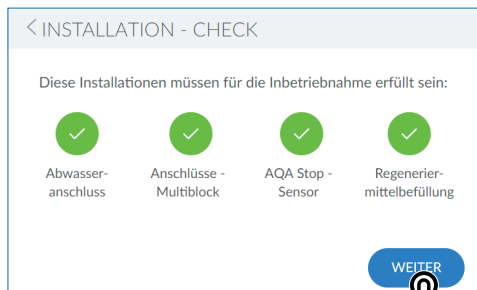 INSTALLATION - CHECK
Diese Installationen müssen für die Inbetriebnahme erfüllt sein:
Abwasser-
anschluss
Anschlüsse -
Multiblock
AQA Stop -
Sensor
Regenerier-
mittelbefüllung
WEITER